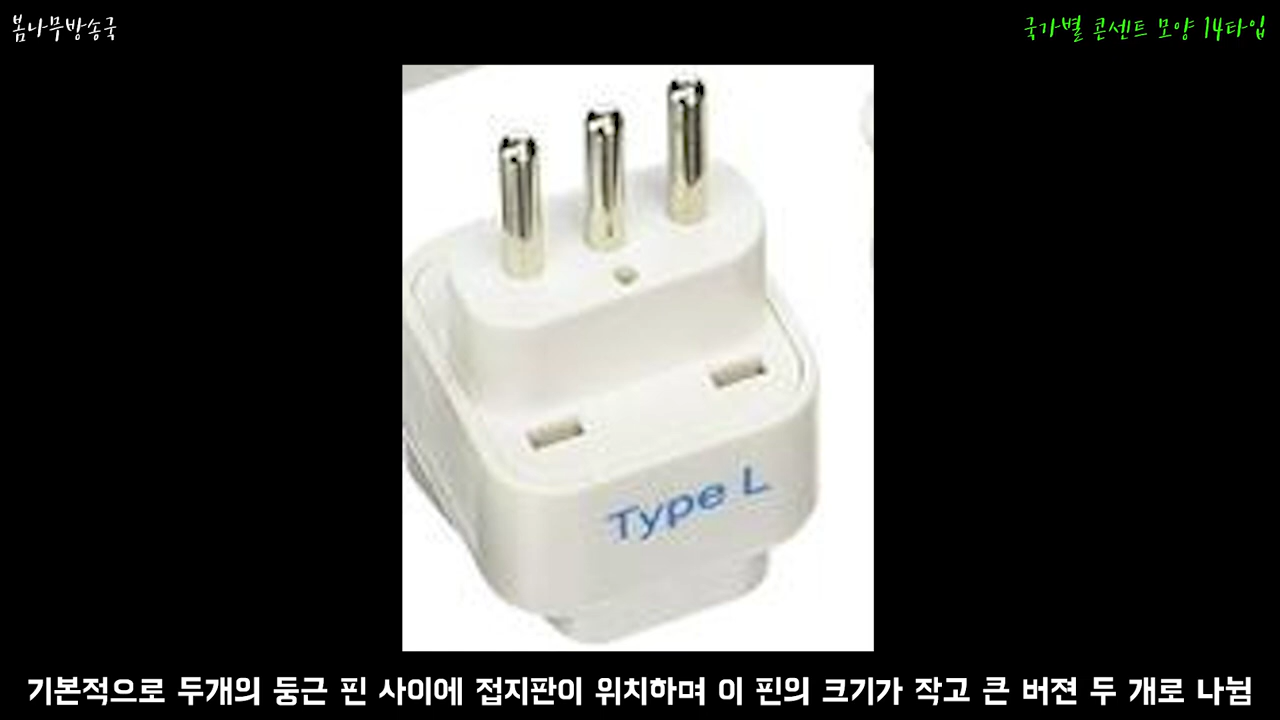 봄나무방송국
국가별 콘센트 모양 14타입
Type L
기본적으로 두개의 둥근 핀 사이에 접지판이 위치하며 이 핀의 크기가 작고 큰 버젼 두 개로 나뉨